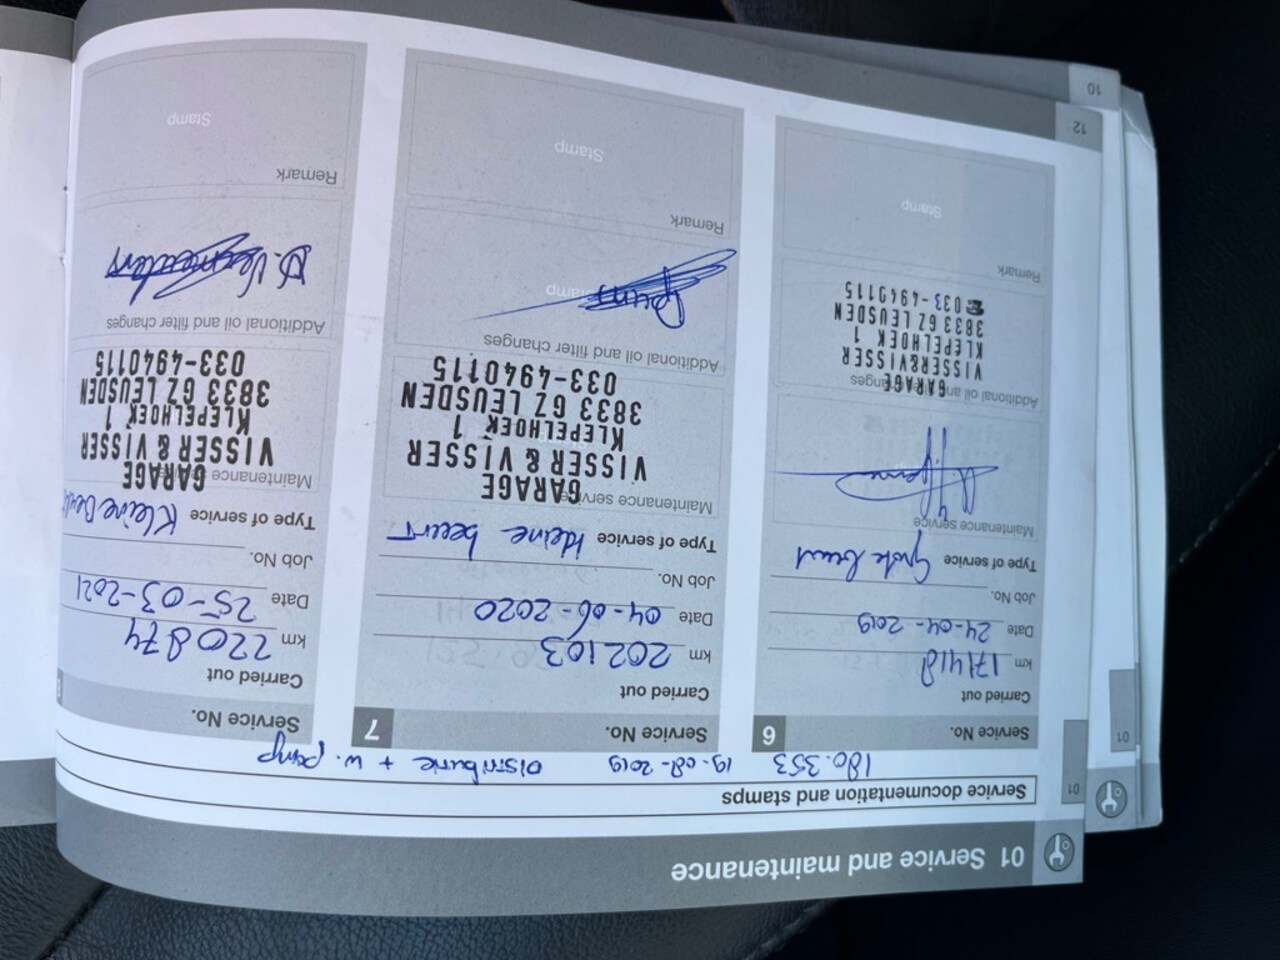 01 Service and maintenance
Service documentation and stamps
180.353 19-08-2019 Distributie + w. pomp
Service No. 6
Carried out
km 171418
Date 24-04-2019
Job No.
Type of service Grote beurt
Maintenance service
Additional oil and filter changes
GARAGE
VISSER&VISSER
KLEPELHOEK 1
3833 GZ LEUSDEN
☎ 033-4940115
Remark
Stamp
Service No. 7
Carried out
km 202103
Date 04-06-2020
Job No.
Type of service kleine beurt
Maintenance service
GARAGE
VISSER & VISSER
KLEPELHOEK 1
3833 GZ LEUSDEN
033-4940115
Additional oil and filter changes
Stamp
Remark
Stamp
Service No.
Carried out
km 220874
Date 25-03-2021
Job No.
Type of service Kleine Beurt
Maintenance service
GARAGE
VISSER & VISSER
KLEPELHOEK 1
3833 GZ LEUSDEN
033-4940115
Additional oil and filter changes
Remark
Stamp
01
12
01
10